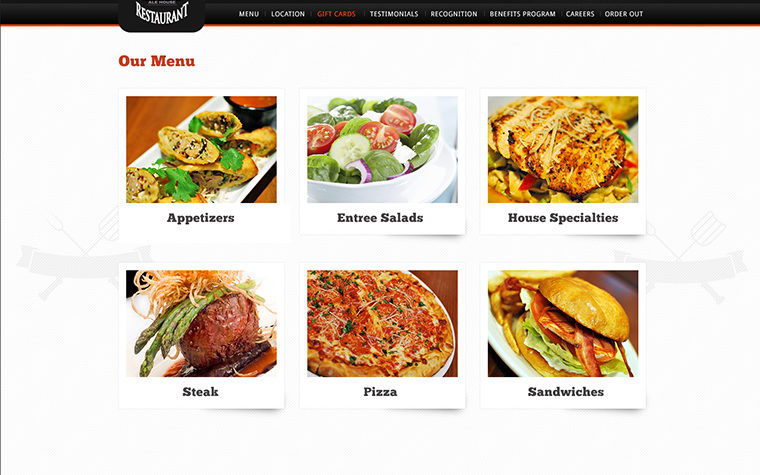 ALE HOUSE
RESTAURANT
MENU LOCATION GIFT CARDS TESTIMONIALS RECOGNITION BENEFITS PROGRAM CAREERS ORDER OUT
Our Menu
Appetizers Entree Salads House Specialties
Steak Pizza Sandwiches